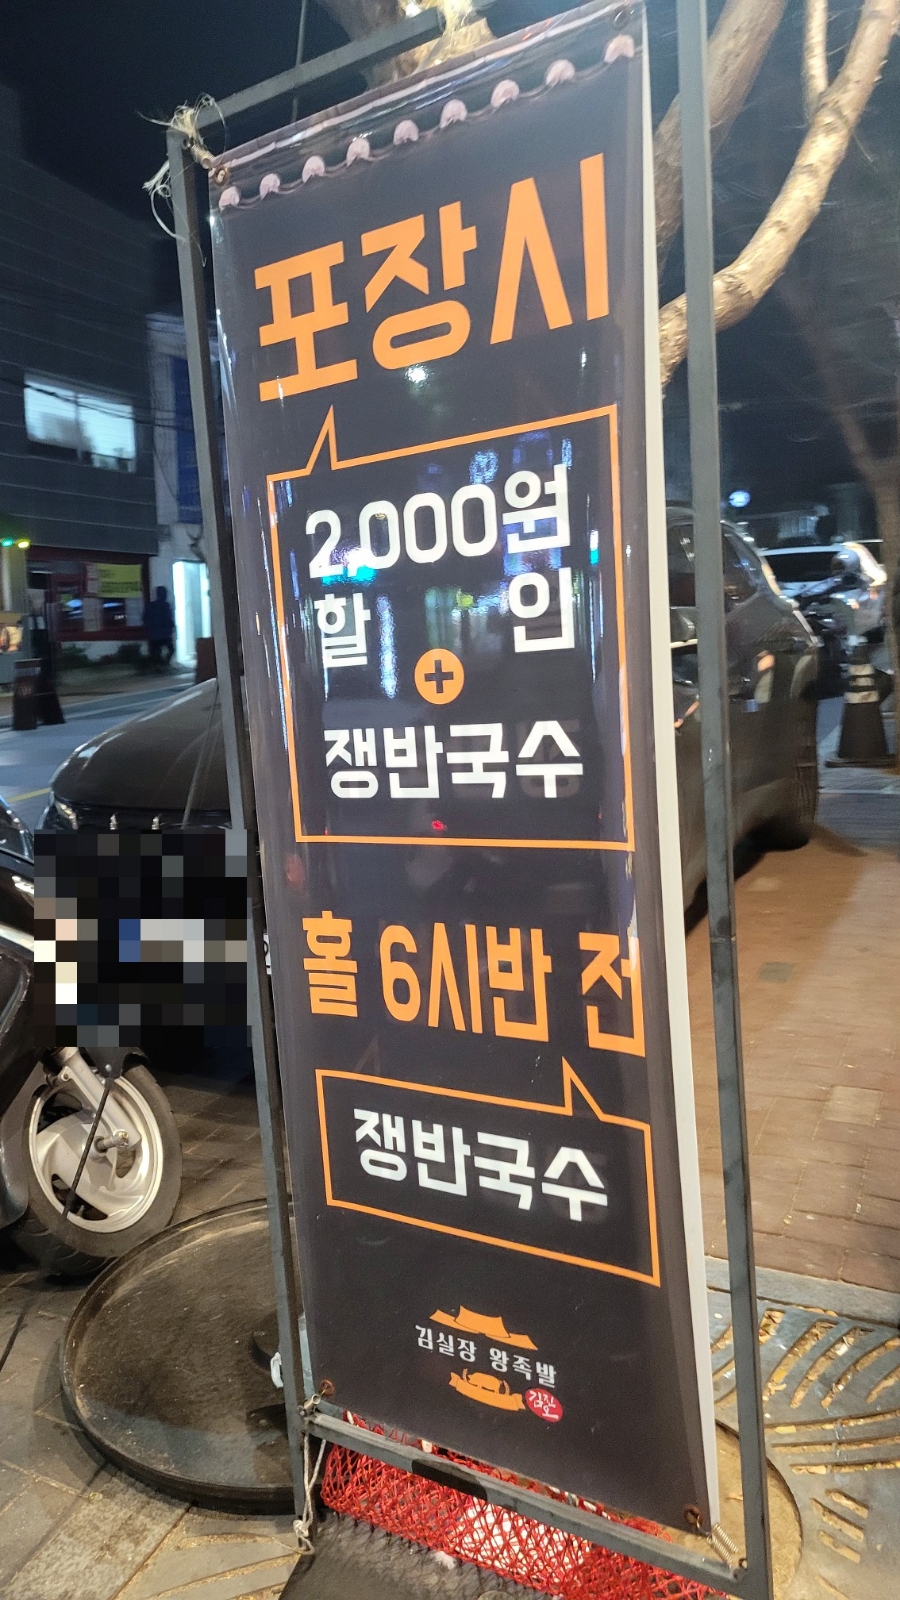 포장시
2,000원
할 인
+
쟁반국수
홀 6시반 전
쟁반국수
김실장 왕족발